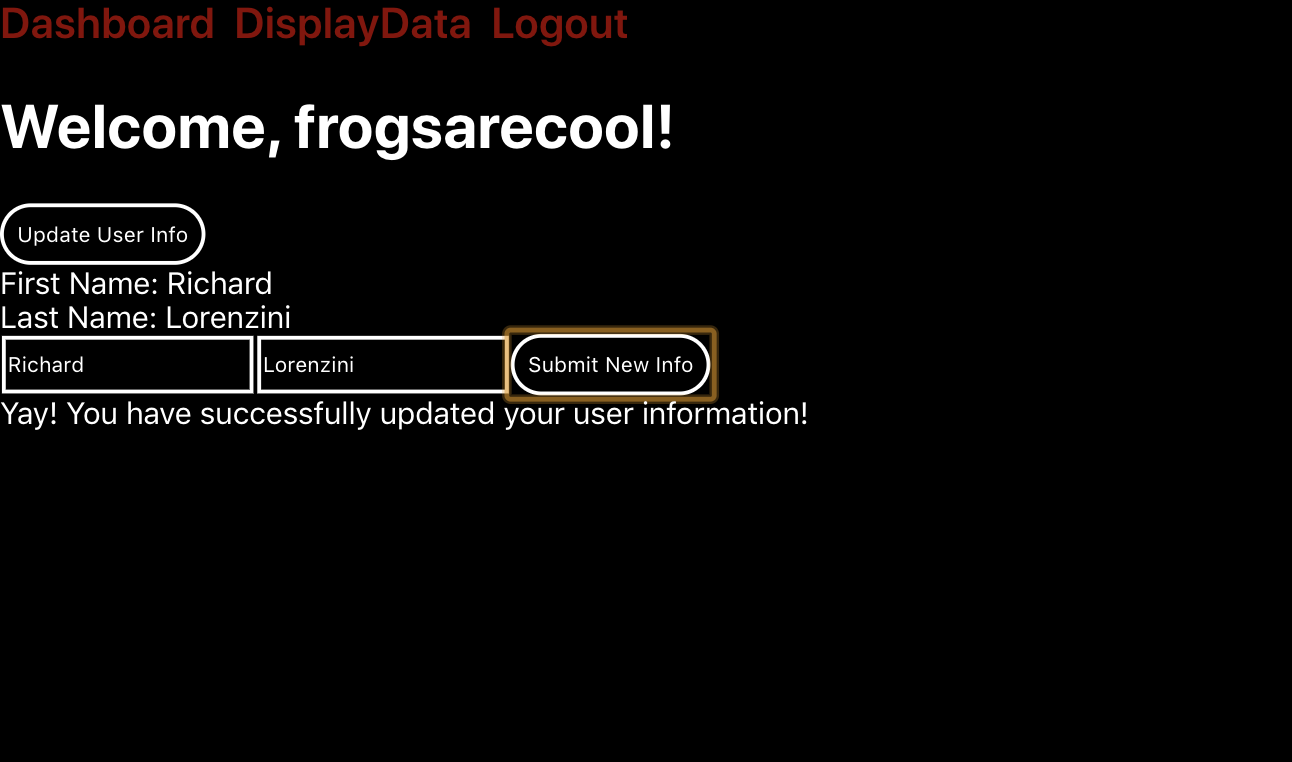 Dashboard DisplayData Logout
Welcome, frogsarecool!
Update User Info
First Name: Richard
Last Name: Lorenzini
Richard Lorenzini Submit New Info
Yay! You have successfully updated your user information!